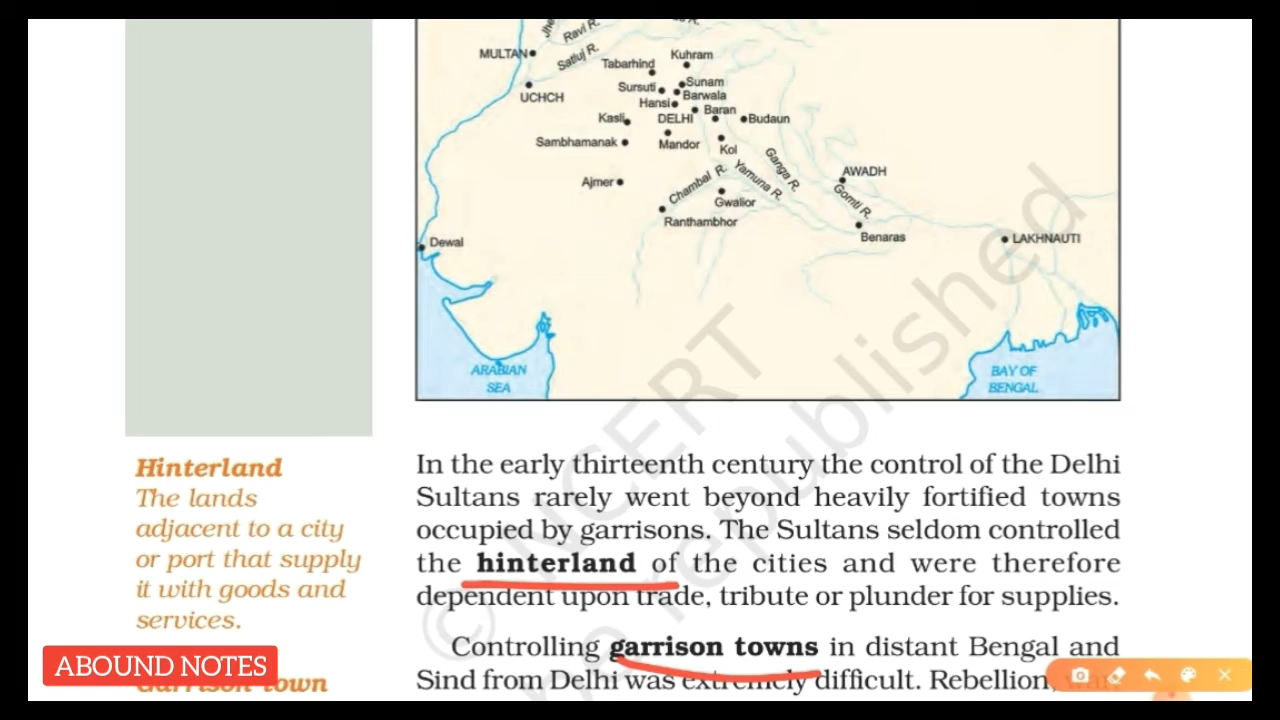 Ravi R.
MULTAN
Satluj R.
Kuhram
Tabarhind
Sunam
Sursuti
Barwala
UCHCH
Hansi
Baran
Kasli
DELHI
Budaun
Sambhamanak
Mandor
Kol
Ganga R.
Yamuna R.
Chambal R.
AWADH
Ajmer
Gomti R.
Gwalior
Ranthambhor
Benaras
LAKHNAUTI
Dewal
ARABIAN
SEA
BAY OF
BENGAL
© NCERT
republished
Hinterland
The lands
adjacent to a city
or port that supply
it with goods and
services.
Garrison town
In the early thirteenth century the control of the Delhi
Sultans rarely went beyond heavily fortified towns
occupied by garrisons. The Sultans seldom controlled
the hinterland of the cities and were therefore
dependent upon trade, tribute or plunder for supplies.
Controlling garrison towns in distant Bengal and
Sind from Delhi was extremely difficult. Rebellion, war,
ABOUND NOTES